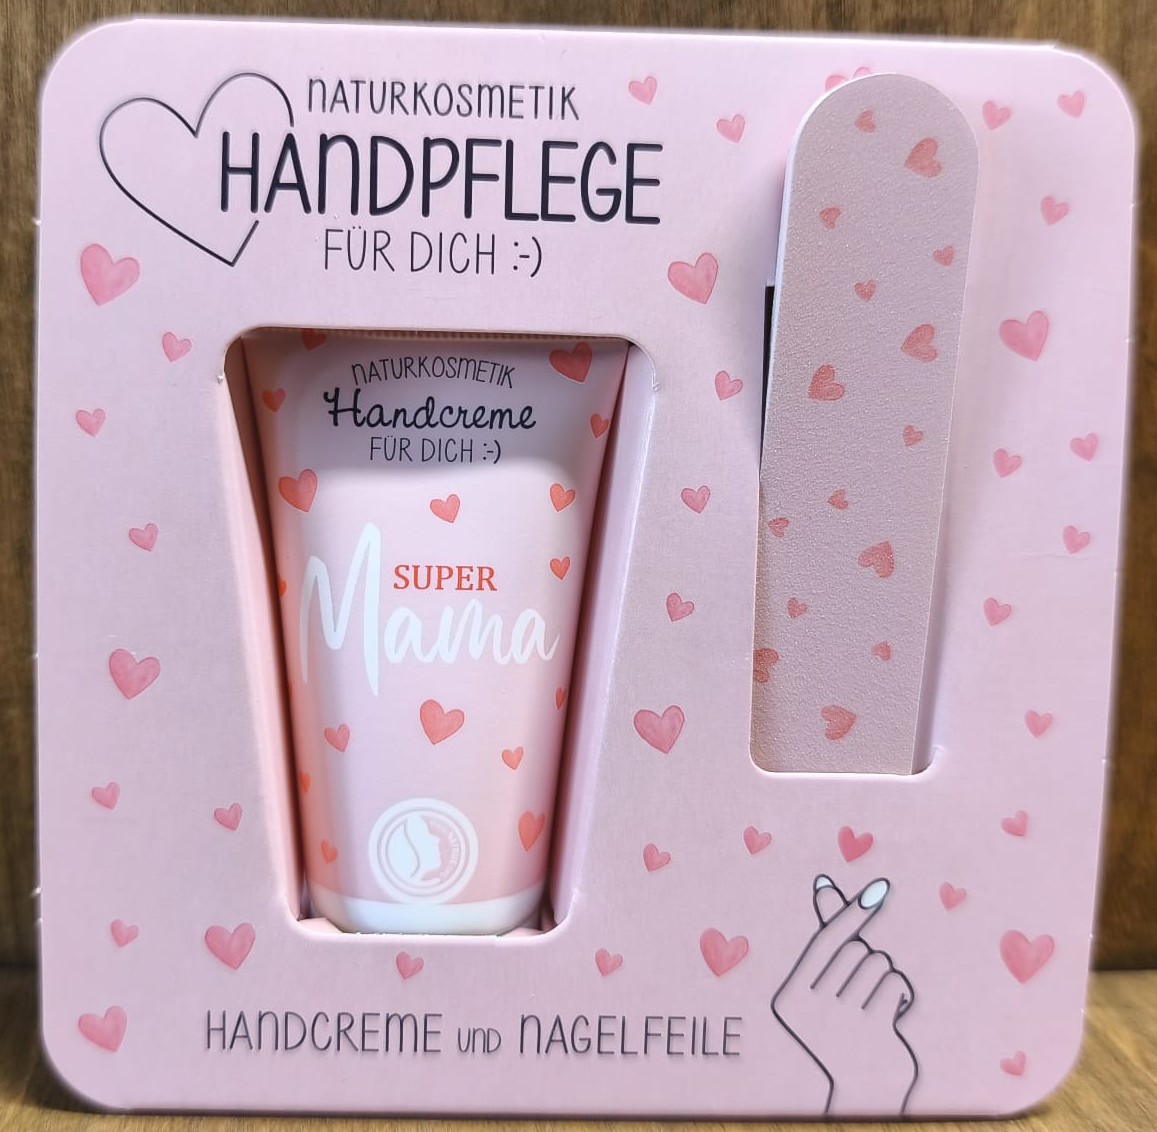 NATURKOSMETIK
HANDPFLEGE
FÜR DICH :-)
NATURKOSMETIK
Handcreme
FÜR DICH :-)
SUPER
Mama
HANDCREME UND NAGELFEILE